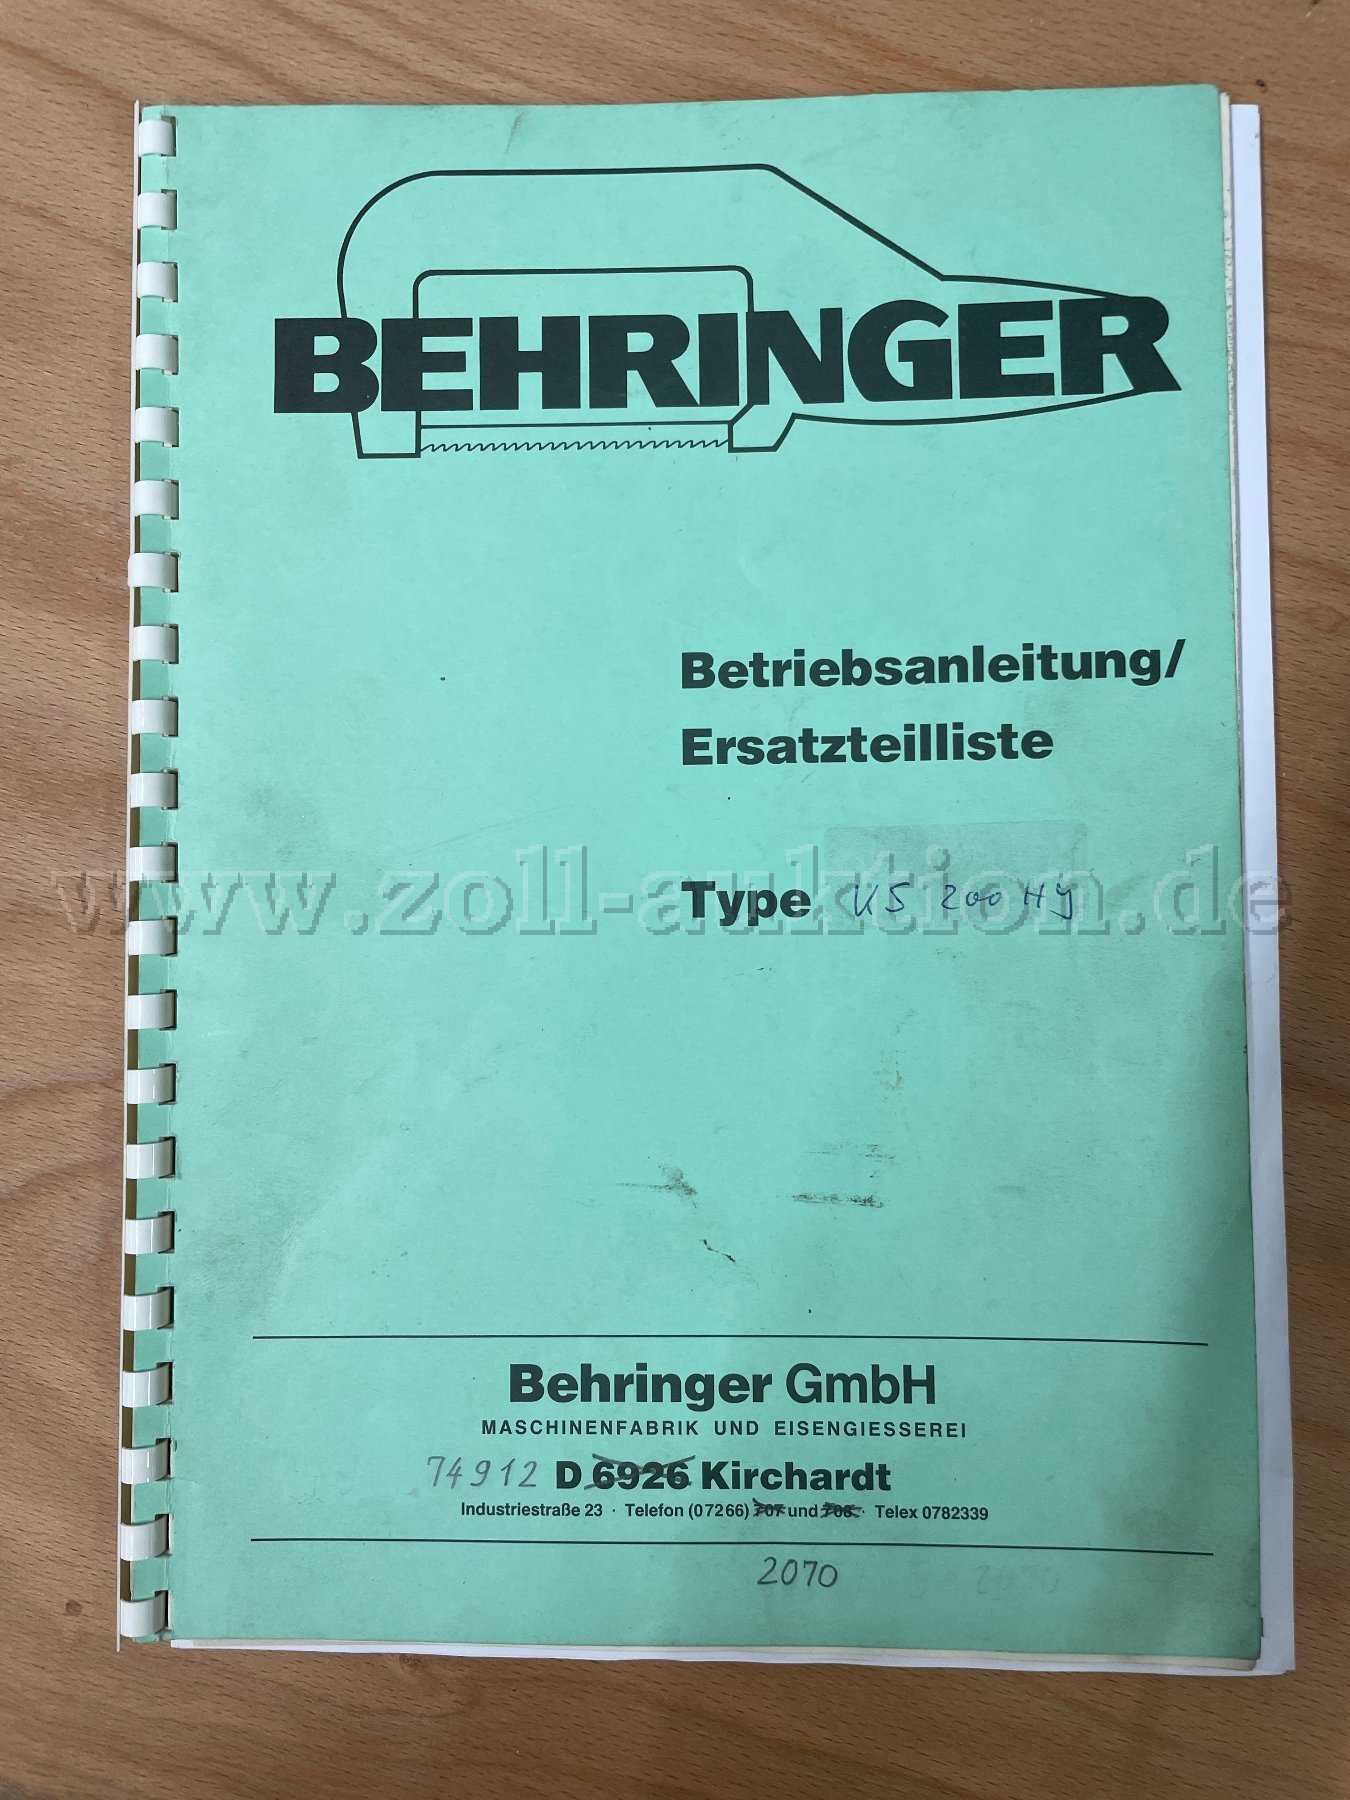 BEHRINGER
Betriebsanleitung/
Ersatzteilliste
www.zoll-auktion.de
Type KS 200 HY
Behringer GmbH
MASCHINENFABRIK UND EISENGIESSEREI
74912 D 6926 Kirchardt
Industriestraße 23 · Telefon (07266) 707 und 708 · Telex 0782339
2070